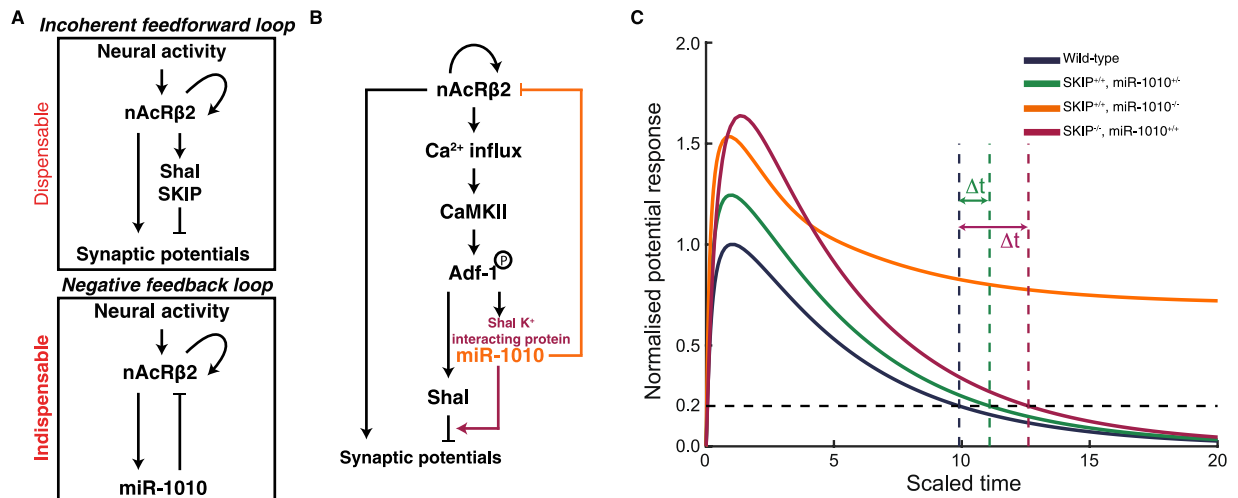 A
Incoherent feedforward loop
Neural activity
nAcRβ2
Shal
SKIP
Synaptic potentials
Dispensable
Negative feedback loop
Neural activity
nAcRβ2
miR-1010
Indispensable
B
nAcRβ2
Ca²⁺ influx
CaMKII
Adf-1 P
Shal K⁺
interacting protein
miR-1010
Shal
Synaptic potentials
C
Normalised potential response
2.0
1.5
1.0
0.5
0.2
0.0
0 5 10 15 20
Scaled time
Wild-type
SKIP⁺/⁺, miR-1010⁺/⁻
SKIP⁺/⁺, miR-1010⁻/⁻
SKIP⁻/⁻, miR-1010⁺/⁺
Δt
Δt